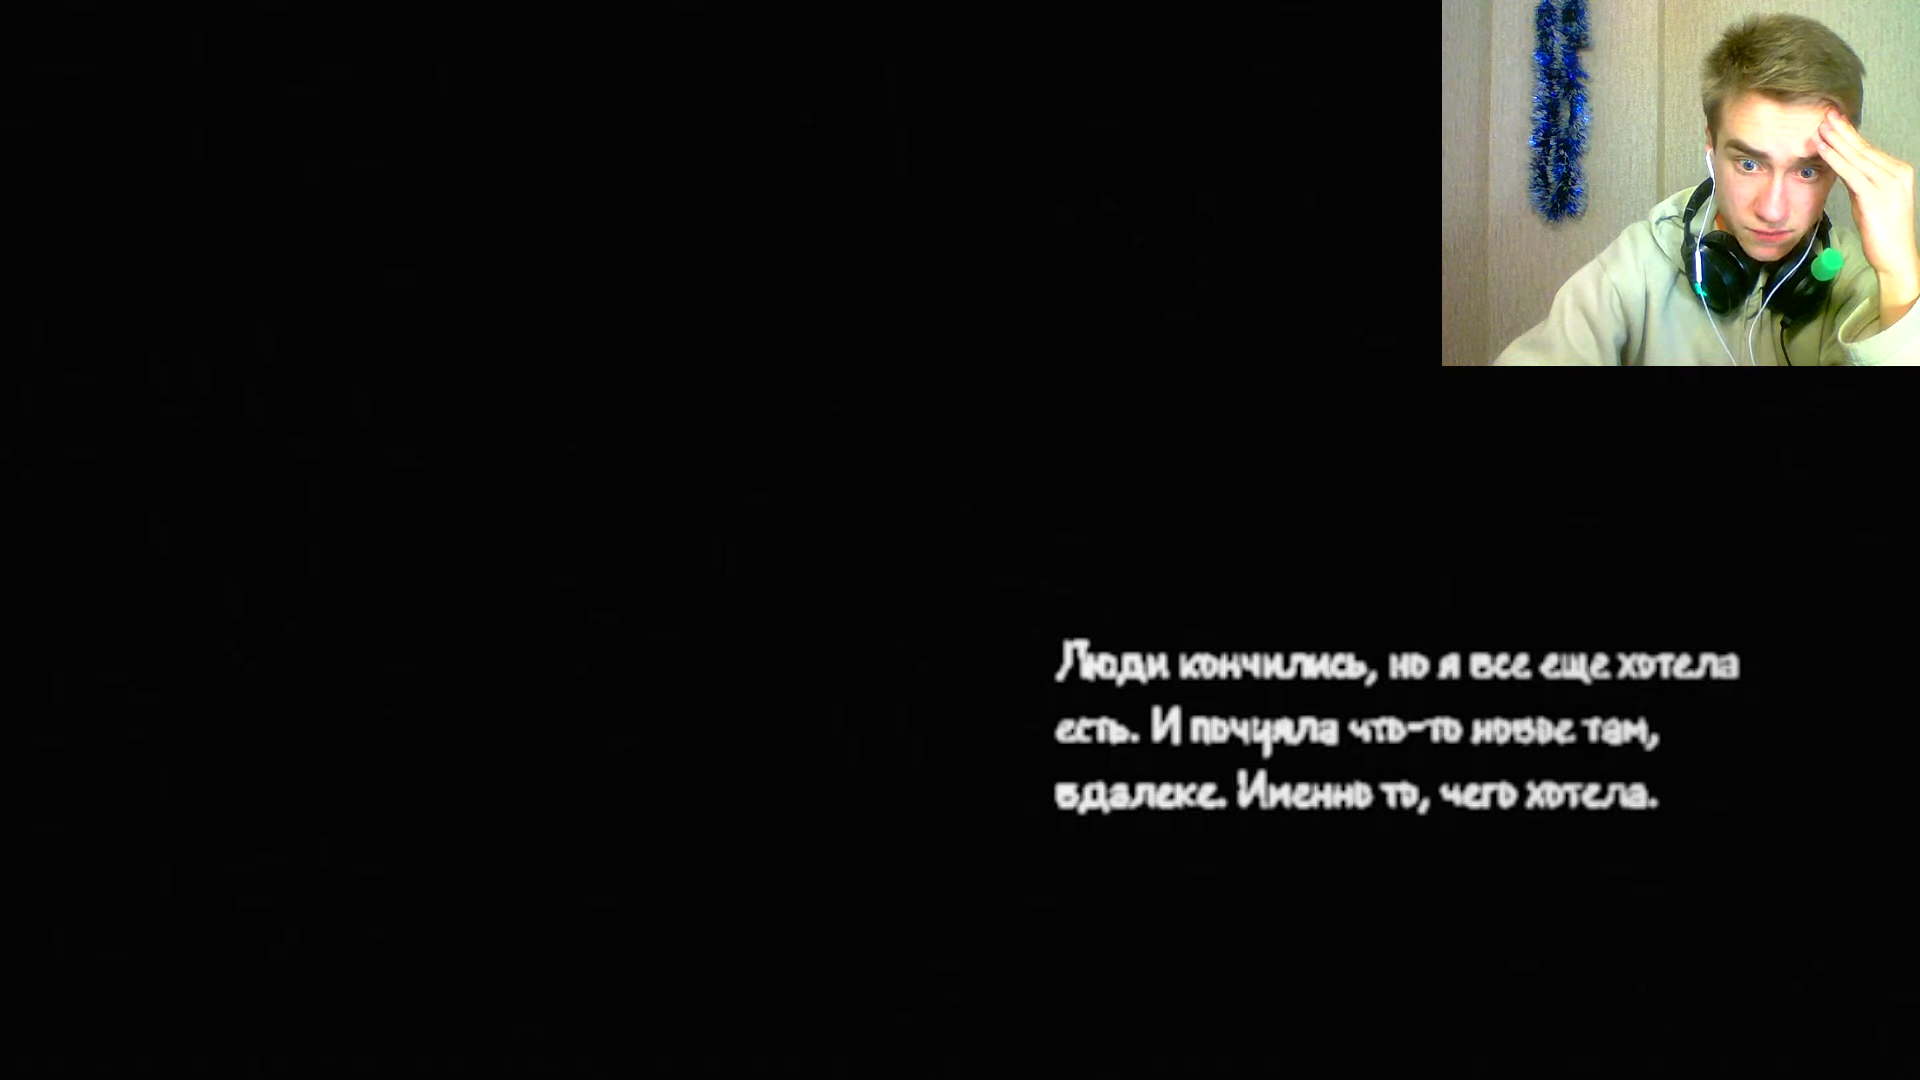 Люди кончились, но я все еще хотела
есть. И почуяла что-то новое там,
вдалеке. Именно то, чего хотела.